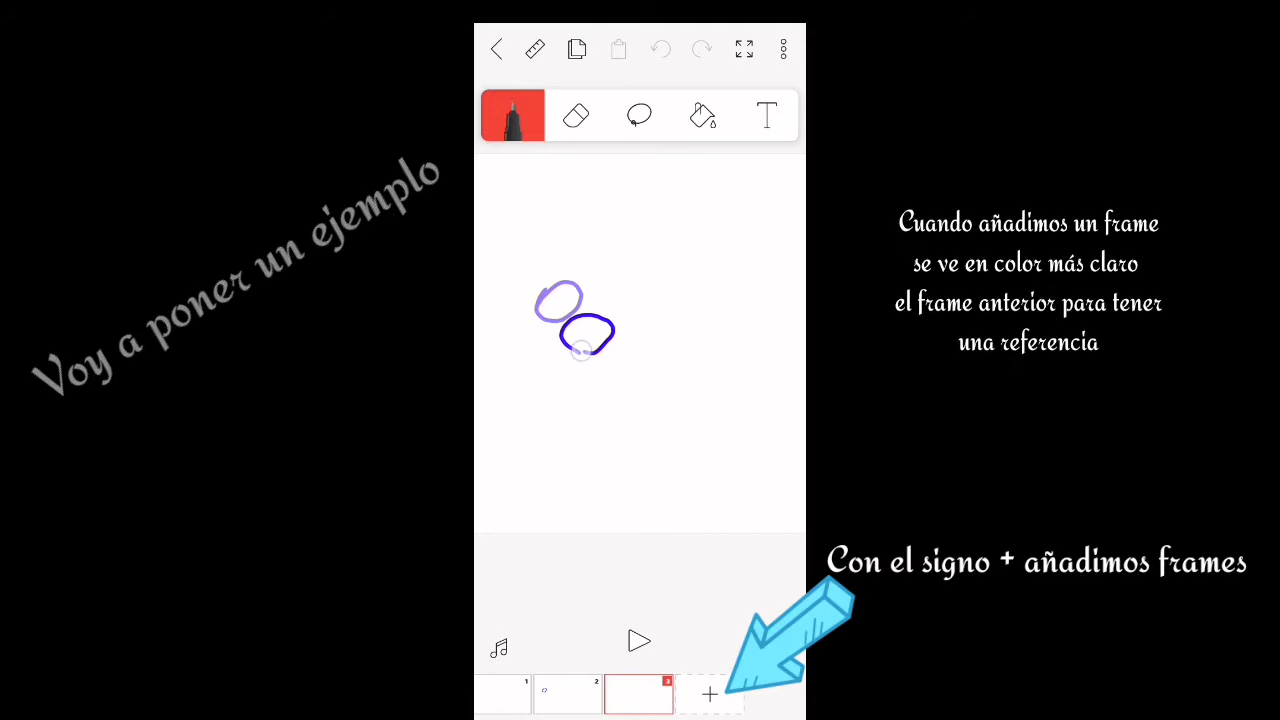 Voy a poner un ejemplo
T
Cuando añadimos un frame
se ve en color más claro
el frame anterior para tener
una referencia
Con el signo + añadimos frames
1
2
3
+